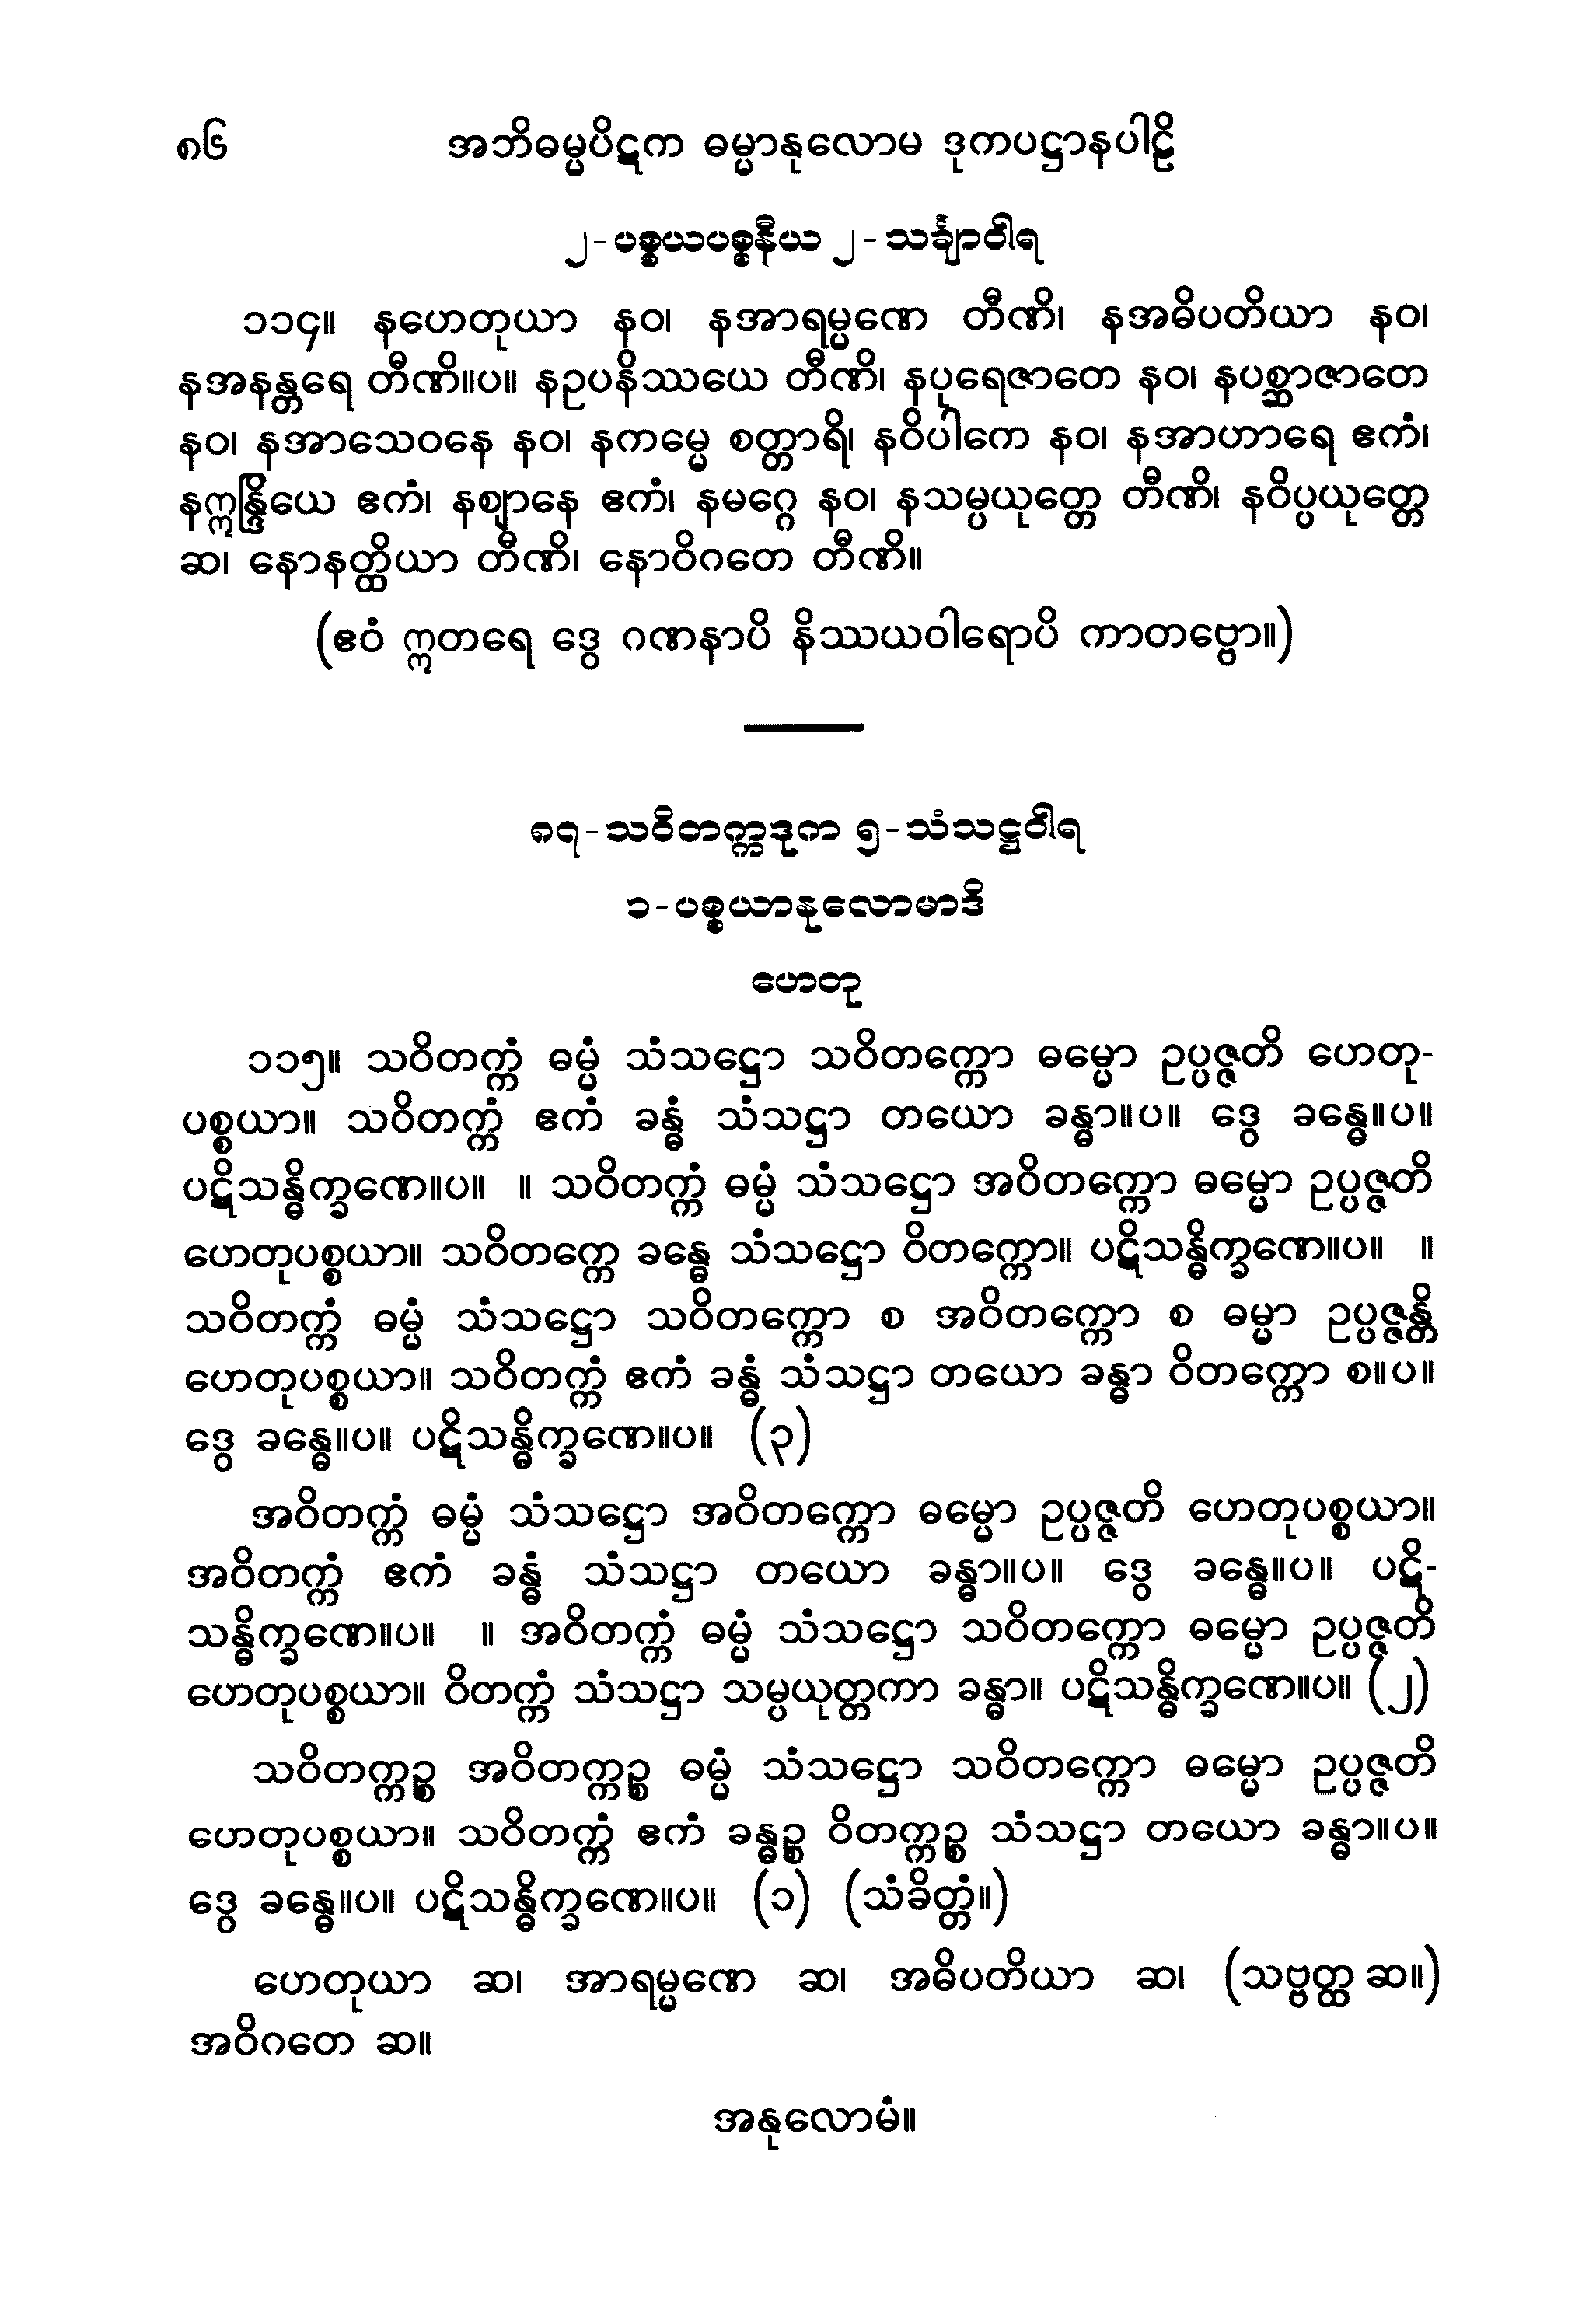 ၈၆ အဘိဓမ္မပိဋက ဓမ္မာနုလောမ ဒုကပဋ္ဌာနပါဠိ
၂-ပစ္စယပစ္စနီယ ၂-သင်္ချာဝါရ
၁၁၄။ နဟေတုယာ နဝ၊ နအာရမ္မဏေ တီဏိ၊ နအဓိပတိယာ နဝ၊
နအနန္တရေ တီဏိ။ပ။ နဥပနိဿယေ တီဏိ၊ နပုရေဇာတေ နဝ၊ နပစ္ဆာဇာတေ
နဝ၊ နအာသေဝနေ နဝ၊ နကမ္မေ စတ္တာရိ၊ နဝိပါကေ နဝ၊ နအာဟာရေ ဧကံ၊
နဣန္ဒြိယေ ဧကံ၊ နဈာနေ ဧကံ၊ နမဂ္ဂေ နဝ၊ နသမ္ပယုတ္တေ တီဏိ၊ နဝိပ္ပယုတ္တေ
ဆ၊ နောနတ္ထိယာ တီဏိ၊ နောဝိဂတေ တီဏိ။
(ဧဝံ ဣတရေ ဒွေ ဂဏနာပိ နိဿယဝါရောပိ ကာတဗ္ဗော။)
၈၇-သဝိတက္ကဒုက ၅-သံသဋ္ဌဝါရ
၁-ပစ္စယာနုလောမာဒိ
ဟေတု
၁၁၅။ သဝိတက္ကံ ဓမ္မံ သံသဋ္ဌော သဝိတက္ကော ဓမ္မော ဥပ္ပဇ္ဇတိ ဟေတု-
ပစ္စယာ။ သဝိတက္ကံ ဧကံ ခန္ဓံ သံသဋ္ဌာ တယော ခန္ဓာ။ပ။ ဒွေ ခန္ဓေ။ပ။
ပဋိသန္ဓိက္ခဏေ။ပ။ ။ သဝိတက္ကံ ဓမ္မံ သံသဋ္ဌော အဝိတက္ကော ဓမ္မော ဥပ္ပဇ္ဇတိ
ဟေတုပစ္စယာ။ သဝိတက္ကေ ခန္ဓေ သံသဋ္ဌော ဝိတက္ကော။ ပဋိသန္ဓိက္ခဏေ။ပ။ ။
သဝိတက္ကံ ဓမ္မံ သံသဋ္ဌော သဝိတက္ကော စ အဝိတက္ကော စ ဓမ္မာ ဥပ္ပဇ္ဇန္တိ
ဟေတုပစ္စယာ။ သဝိတက္ကံ ဧကံ ခန္ဓံ သံသဋ္ဌာ တယော ခန္ဓာ ဝိတက္ကော စ။ပ။
ဒွေ ခန္ဓေ။ပ။ ပဋိသန္ဓိက္ခဏေ။ပ။ (၃)
အဝိတက္ကံ ဓမ္မံ သံသဋ္ဌော အဝိတက္ကော ဓမ္မော ဥပ္ပဇ္ဇတိ ဟေတုပစ္စယာ။
အဝိတက္ကံ ဧကံ ခန္ဓံ သံသဋ္ဌာ တယော ခန္ဓာ။ပ။ ဒွေ ခန္ဓေ။ပ။ ပဋိ-
သန္ဓိက္ခဏေ။ပ။ ။ အဝိတက္ကံ ဓမ္မံ သံသဋ္ဌော သဝိတက္ကော ဓမ္မော ဥပ္ပဇ္ဇတိ
ဟေတုပစ္စယာ။ ဝိတက္ကံ သံသဋ္ဌာ သမ္ပယုတ္တကာ ခန္ဓာ။ ပဋိသန္ဓိက္ခဏေ။ပ။ (၂)
သဝိတက္ကဉ္စ အဝိတက္ကဉ္စ ဓမ္မံ သံသဋ္ဌော သဝိတက္ကော ဓမ္မော ဥပ္ပဇ္ဇတိ
ဟေတုပစ္စယာ။ သဝိတက္ကံ ဧကံ ခန္ဓဉ္စ ဝိတက္ကဉ္စ သံသဋ္ဌာ တယော ခန္ဓာ။ပ။
ဒွေ ခန္ဓေ။ပ။ ပဋိသန္ဓိက္ခဏေ။ပ။ (၁) (သံခိတ္တံ။)
ဟေတုယာ ဆ၊ အာရမ္မဏေ ဆ၊ အဓိပတိယာ ဆ၊ (သဗ္ဗတ္ထ ဆ။)
အဝိဂတေ ဆ။
အနုလောမံ။